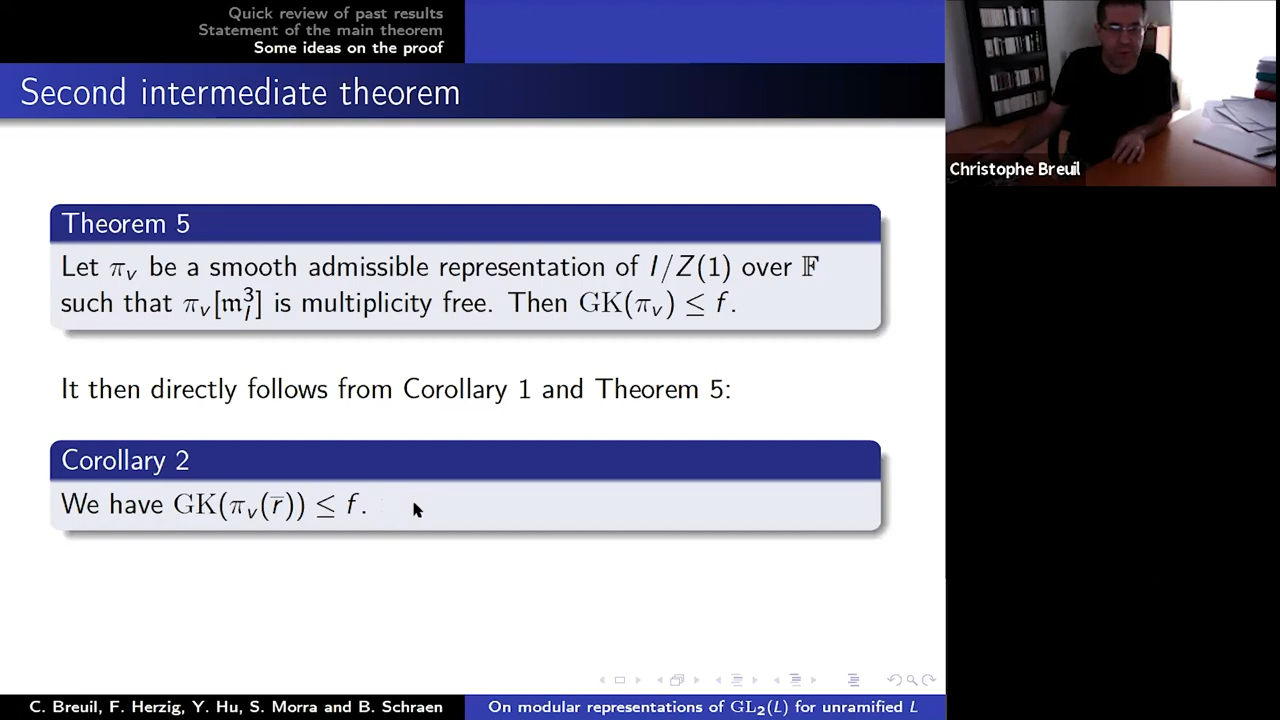 Quick review of past results
Statement of the main theorem
Some ideas on the proof
Second intermediate theorem
Theorem 5
Let π_v be a smooth admissible representation of I/Z(1) over 𝔽
such that π_v[𝔪_I^3] is multiplicity free. Then GK(π_v) ≤ f.
It then directly follows from Corollary 1 and Theorem 5:
Corollary 2
We have GK(π_v(r̄)) ≤ f.
C. Breuil, F. Herzig, Y. Hu, S. Morra and B. Schraen
On modular representations of GL₂(L) for unramified L
Christophe Breuil